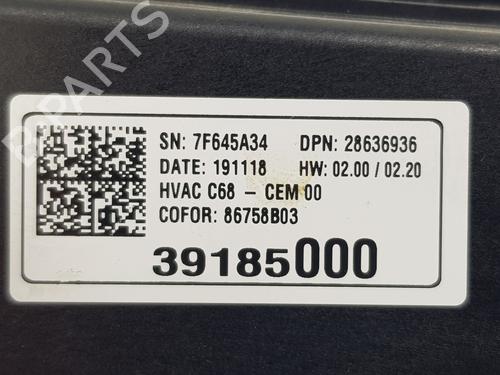 B-PARTS
SN: 7F645A34 DPN: 28636936
DATE: 191118 HW: 02.00 / 02.20
HVAC C68 – CEM 00
COFOR: 86758B03
39185000